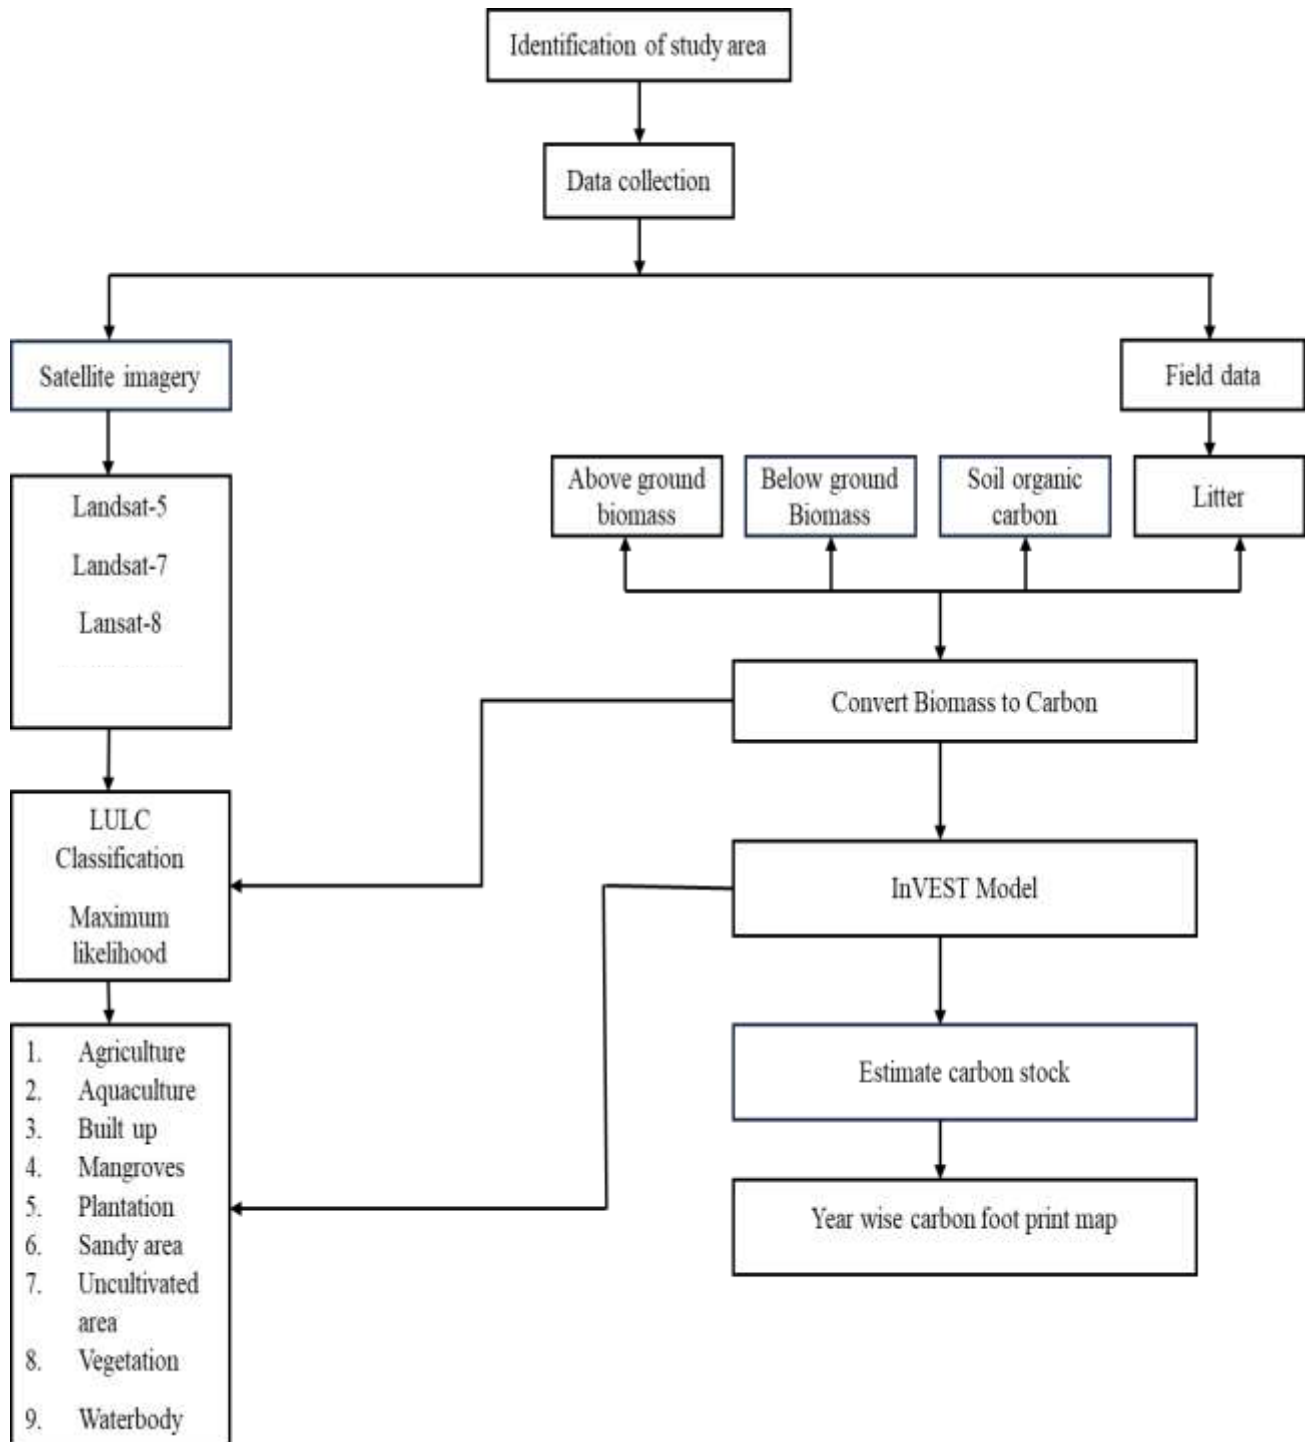 Identification of study area
Data collection
Satellite imagery
Field data
Landsat-5
Landsat-7
Lansat-8
Above ground
biomass
Below ground
Biomass
Soil organic
carbon
Litter
Convert Biomass to Carbon
LULC
Classification
Maximum
likelihood
InVEST Model
Estimate carbon stock
Year wise carbon foot print map
1. Agriculture
2. Aquaculture
3. Built up
4. Mangroves
5. Plantation
6. Sandy area
7. Uncultivated
area
8. Vegetation
9. Waterbody